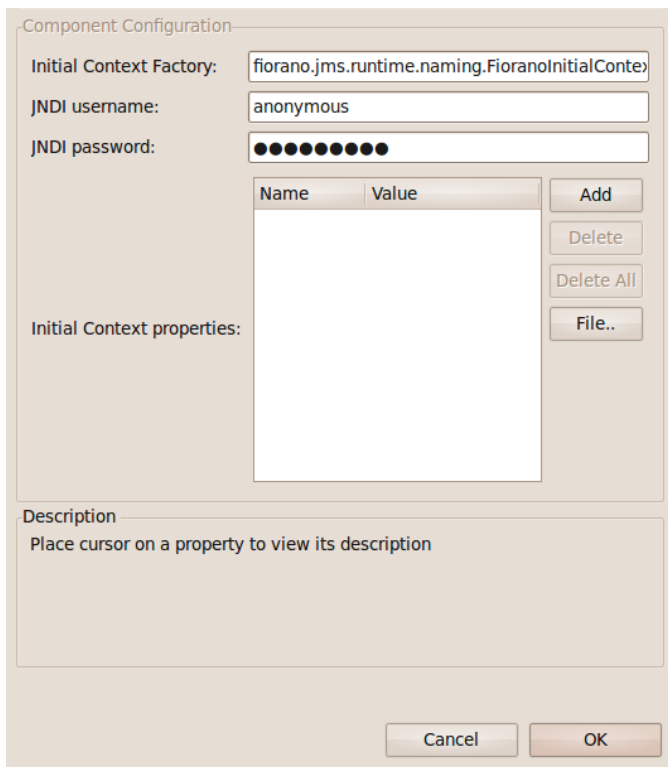 Component Configuration
Initial Context Factory: fiorano.jms.runtime.naming.FioranoInitialContex
JNDI username: anonymous
JNDI password: ●●●●●●●●●
Name Value
Add
Delete
Delete All
File..
Initial Context properties:
Description
Place cursor on a property to view its description
Cancel OK